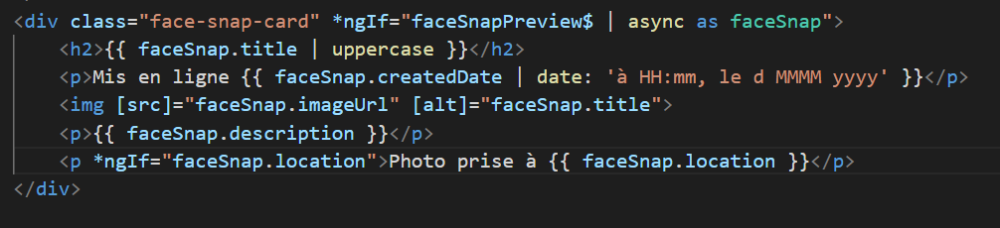 <div class="face-snap-card" *ngIf="faceSnapPreview$ | async as faceSnap">
<h2>{{ faceSnap.title | uppercase }}</h2>
<p>Mis en ligne {{ faceSnap.createdDate | date: 'à HH:mm, le d MMMM yyyy' }}</p>
<img [src]="faceSnap.imageUrl" [alt]="faceSnap.title">
<p>{{ faceSnap.description }}</p>
<p *ngIf="faceSnap.location">Photo prise à {{ faceSnap.location }}</p>
</div>